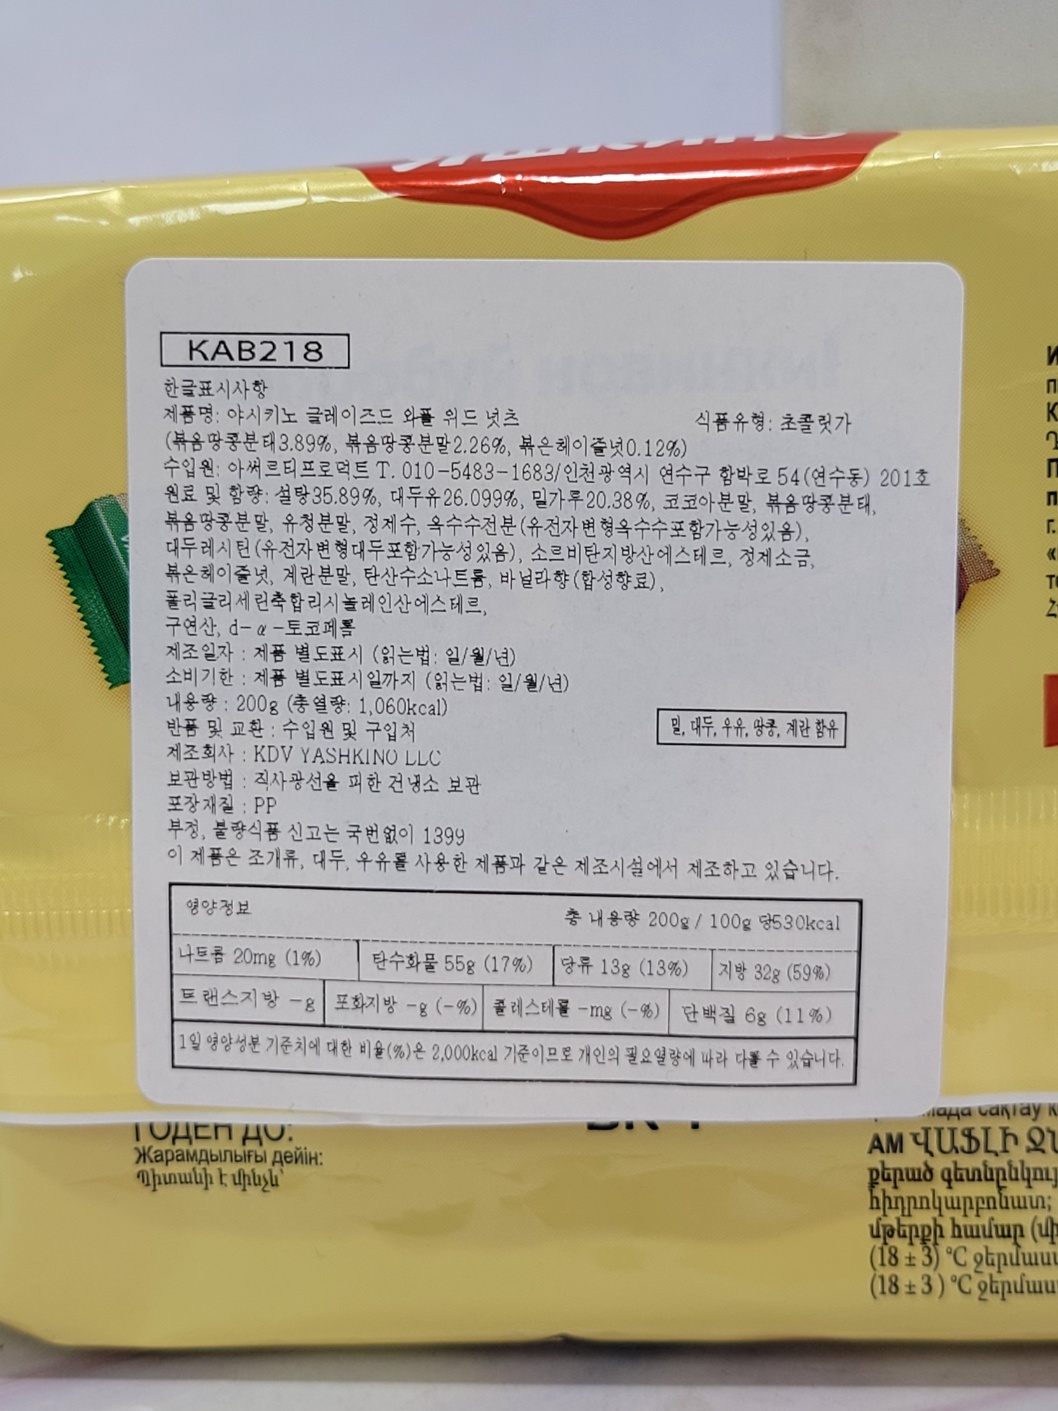 KAB218
한글표시사항
제품명: 야시키노 글레이즈드 와플 위드 넛츠 식품유형: 초콜릿가
(볶음땅콩분태3.89%, 볶음땅콩분말2.26%, 볶은헤이즐넛0.12%)
수입원: 아써르티프로덕트 T. 010-5483-1683/인천광역시 연수구 함박로 54(연수동) 201호
원료 및 함량: 설탕35.89%, 대두유26.099%, 밀가루20.38%, 코코아분말, 볶음땅콩분태,
볶음땅콩분말, 유청분말, 정제수, 옥수수전분(유전자변형옥수수포함가능성있음),
대두레시틴(유전자변형대두포함가능성있음), 소르비탄지방산에스테르, 정제소금,
볶은헤이즐넛, 계란분말, 탄산수소나트륨, 바닐라향(합성향료),
폴리글리세린축합리시놀레인산에스테르,
구연산, d-α-토코페롤
제조일자 : 제품 별도표시 (읽는법: 일/월/년)
소비기한 : 제품 별도표시일까지 (읽는법: 일/월/년)
내용량 : 200g (총열량: 1,060kcal)
반품 및 교환 : 수입원 및 구입처
밀, 대두, 우유, 땅콩, 계란 함유
제조회사 : KDV YASHKINO LLC
보관방법 : 직사광선을 피한 건냉소 보관
포장재질 : PP
부정, 불량식품 신고는 국번없이 1399
이 제품은 조개류, 대두, 우유를 사용한 제품과 같은 제조시설에서 제조하고 있습니다.
영양정보 총 내용량 200g / 100g 당530kcal
나트륨 20mg (1%) 탄수화물 55g (17%) 당류 13g (13%) 지방 32g (59%)
트랜스지방 -g 포화지방 -g (-%) 콜레스테롤 -mg (-%) 단백질 6g (11%)
1일 영양성분 기준치에 대한 비율(%)은 2,000kcal 기준이므로 개인의 필요열량에 따라 다를 수 있습니다.
ГОДЕН ДО:
Жарамдылығы дейін:
Պիտանի է մինչև՝
сақтау
AM ՎԱՖԼԻ
քերած
հիդրոկարբոնատ;
մթերքի համար
(18 ± 3) °C
(18 ± 3 ) °C